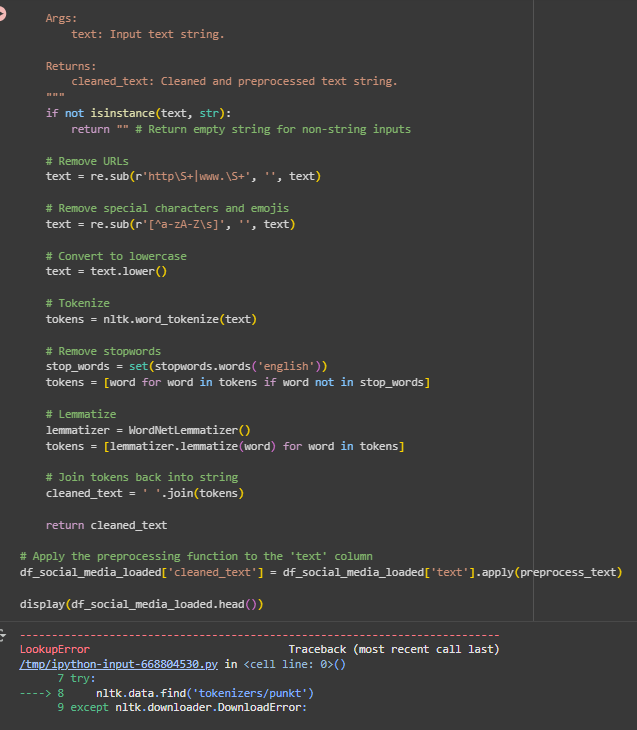 Args:
text: Input text string.
Returns:
cleaned_text: Cleaned and preprocessed text string.
"""
if not isinstance(text, str):
return "" # Return empty string for non-string inputs
# Remove URLs
text = re.sub(r'http\S+|www.\S+', '', text)
# Remove special characters and emojis
text = re.sub(r'[^a-zA-Z\s]', '', text)
# Convert to lowercase
text = text.lower()
# Tokenize
tokens = nltk.word_tokenize(text)
# Remove stopwords
stop_words = set(stopwords.words('english'))
tokens = [word for word in tokens if word not in stop_words]
# Lemmatize
lemmatizer = WordNetLemmatizer()
tokens = [lemmatizer.lemmatize(word) for word in tokens]
# Join tokens back into string
cleaned_text = ' '.join(tokens)
return cleaned_text
# Apply the preprocessing function to the 'text' column
df_social_media_loaded['cleaned_text'] = df_social_media_loaded['text'].apply(preprocess_text)
display(df_social_media_loaded.head())
---------------------------------------------------------------------------
LookupError Traceback (most recent call last)
/tmp/ipython-input-668804530.py in <cell line: 0>()
7 try:
----> 8 nltk.data.find('tokenizers/punkt')
9 except nltk.downloader.DownloadError: